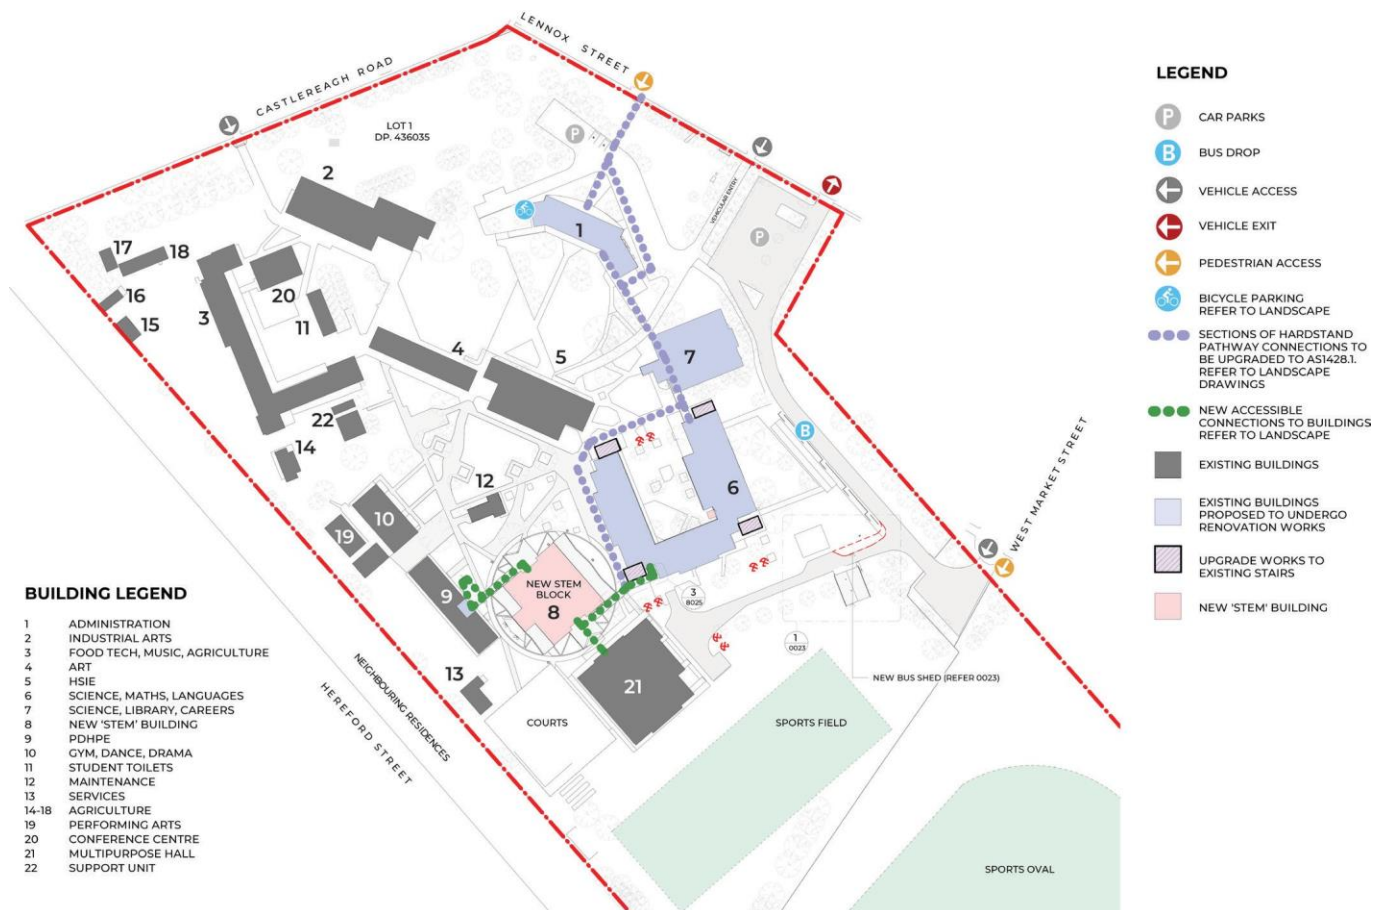 LENNOX STREET
CASTLEREAGH ROAD
LOT 1
DP. 436035
P
2
1
VEHICULAR ENTRY
P
17
18
16
15
3
20
11
4
5
7
22
14
12
6
B
WEST MARKET STREET
10
19
9
NEW STEM
BLOCK
8
3
8025
1
0023
NEW BUS SHED (REFER 0023)
13
21
COURTS
SPORTS FIELD
SPORTS OVAL
NEIGHBOURING RESIDENCES
HEREFORD STREET
BUILDING LEGEND
1 ADMINISTRATION
2 INDUSTRIAL ARTS
3 FOOD TECH, MUSIC, AGRICULTURE
4 ART
5 HSIE
6 SCIENCE, MATHS, LANGUAGES
7 SCIENCE, LIBRARY, CAREERS
8 NEW 'STEM' BUILDING
9 PDHPE
10 GYM, DANCE, DRAMA
11 STUDENT TOILETS
12 MAINTENANCE
13 SERVICES
14-18 AGRICULTURE
19 PERFORMING ARTS
20 CONFERENCE CENTRE
21 MULTIPURPOSE HALL
22 SUPPORT UNIT
LEGEND
P CAR PARKS
B BUS DROP
VEHICLE ACCESS
VEHICLE EXIT
PEDESTRIAN ACCESS
BICYCLE PARKING
REFER TO LANDSCAPE
SECTIONS OF HARDSTAND
PATHWAY CONNECTIONS TO
BE UPGRADED TO AS1428.1.
REFER TO LANDSCAPE
DRAWINGS
NEW ACCESSIBLE
CONNECTIONS TO BUILDINGS
REFER TO LANDSCAPE
EXISTING BUILDINGS
EXISTING BUILDINGS
PROPOSED TO UNDERGO
RENOVATION WORKS
UPGRADE WORKS TO
EXISTING STAIRS
NEW 'STEM' BUILDING